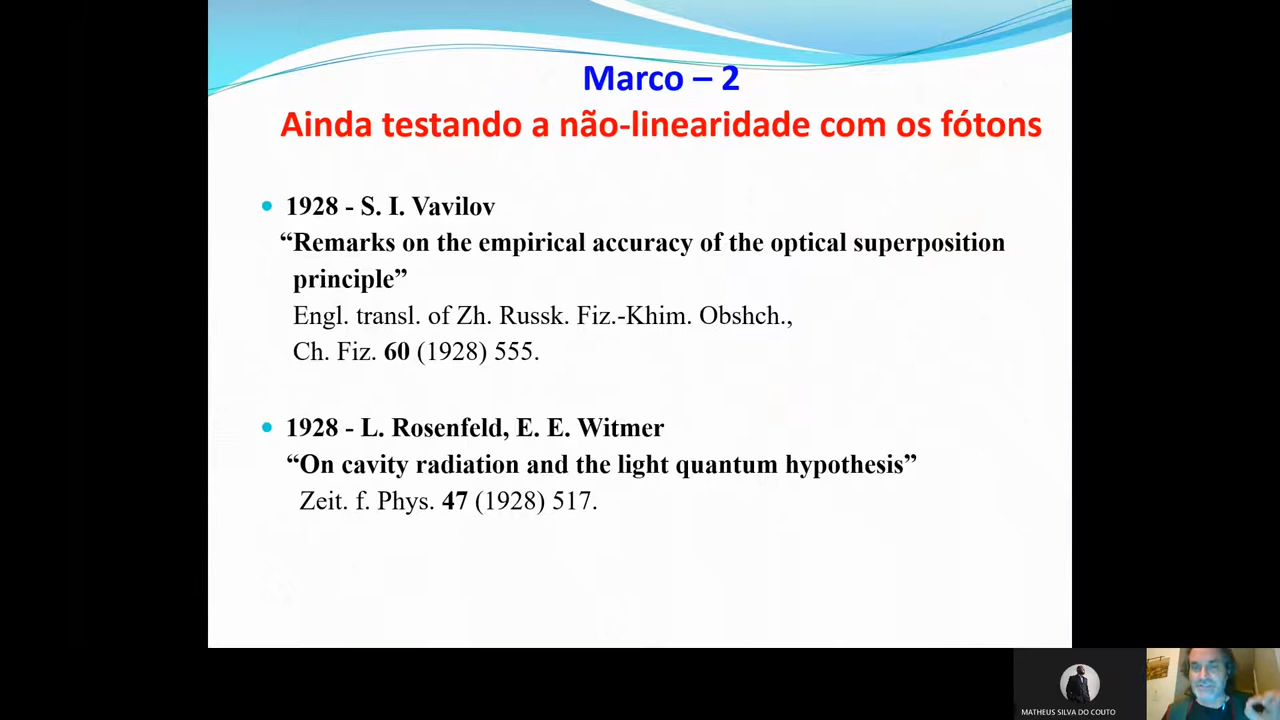 Marco – 2
Ainda testando a não-linearidade com os fótons
• 1928 - S. I. Vavilov
“Remarks on the empirical accuracy of the optical superposition
principle”
Engl. transl. of Zh. Russk. Fiz.-Khim. Obshch.,
Ch. Fiz. 60 (1928) 555.
• 1928 - L. Rosenfeld, E. E. Witmer
“On cavity radiation and the light quantum hypothesis”
Zeit. f. Phys. 47 (1928) 517.
MATHEUS SILVA DO COUTO